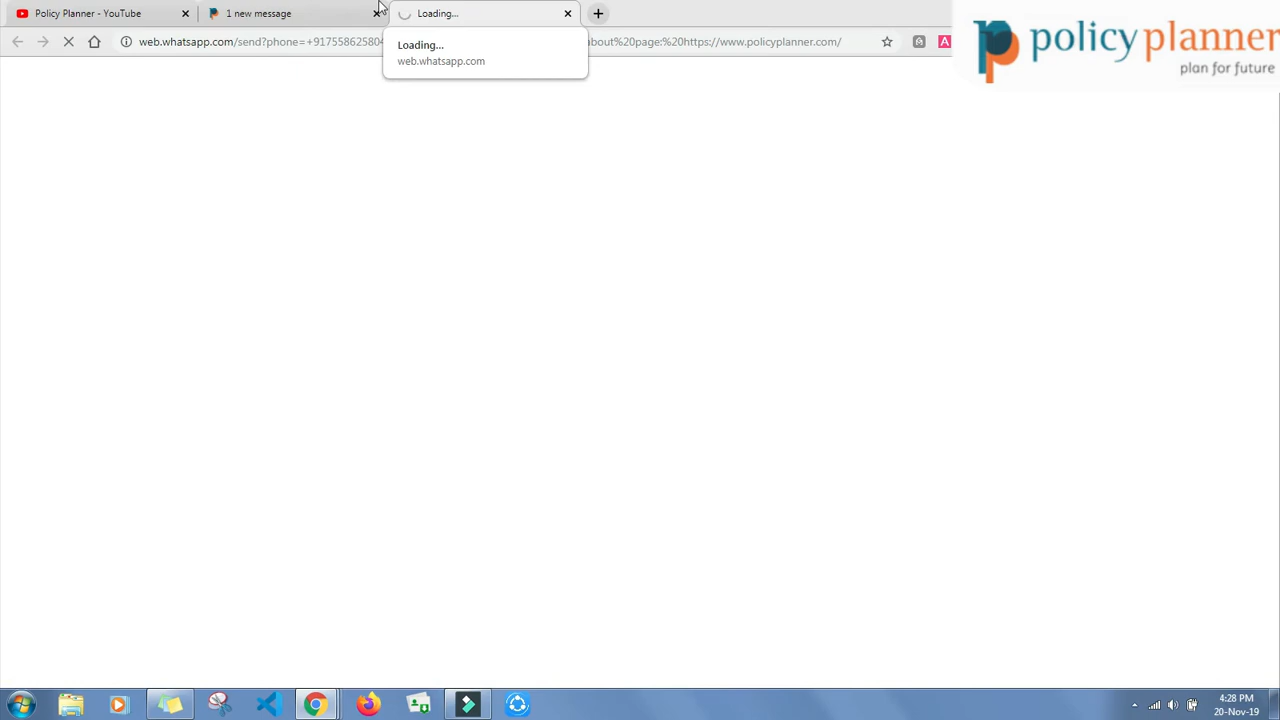 Policy Planner - YouTube
1 new message
Loading...
web.whatsapp.com/send?phone=+91755862580
about%20page:%20https://www.policyplanner.com/
Loading...
web.whatsapp.com
policy planner
plan for future
4:28 PM
20-Nov-19